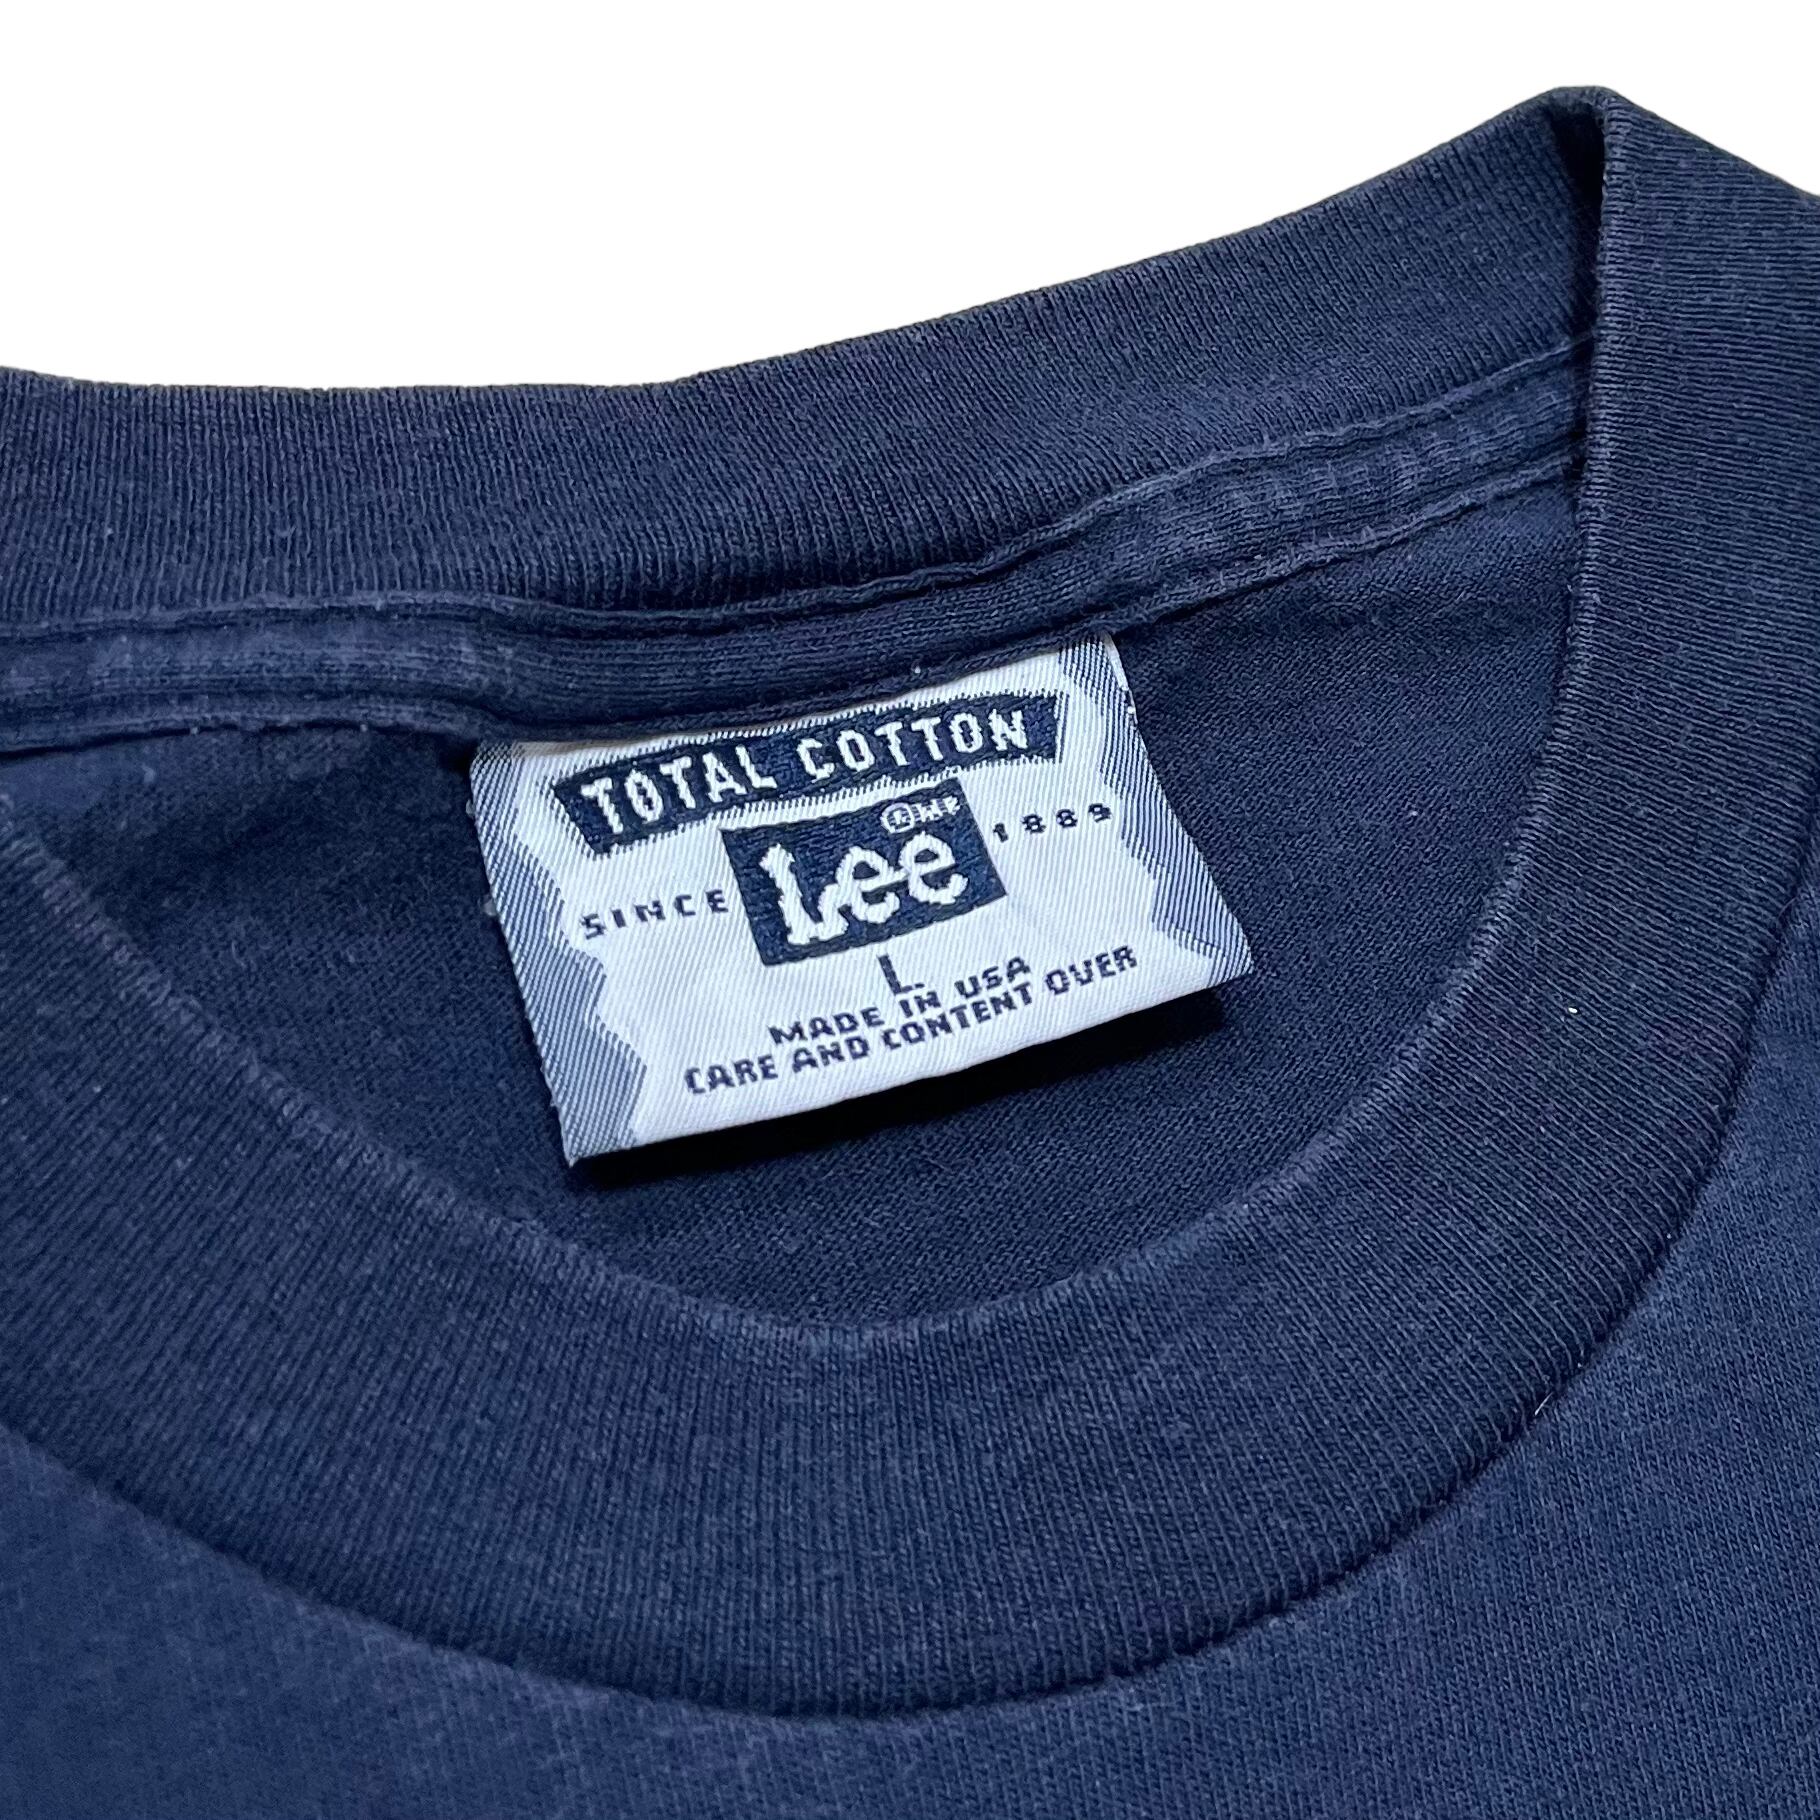 TOTAL COTTON
SINCE Lee 1889
L.
MADE IN USA
CARE AND CONTENT OVER